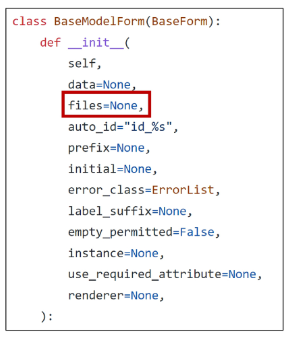 class BaseModelForm(BaseForm):
    def __init__(
        self,
        data=None,
        files=None,
        auto_id="id_%s",
        prefix=None,
        initial=None,
        error_class=ErrorList,
        label_suffix=None,
        empty_permitted=False,
        instance=None,
        use_required_attribute=None,
        renderer=None,
    ):